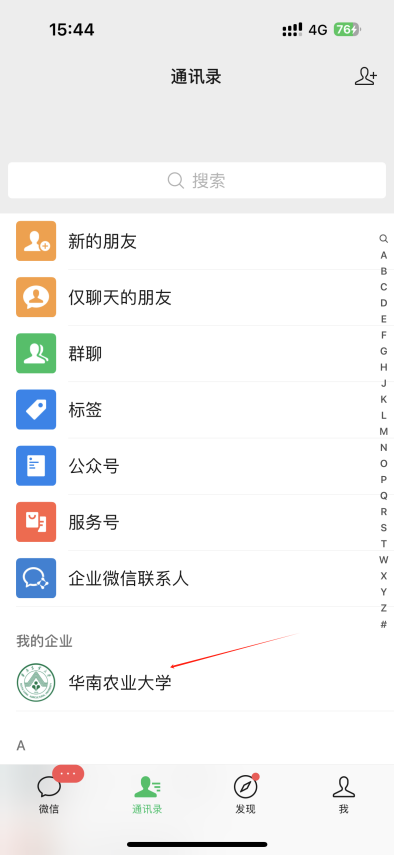 15:44
4G
76
通讯录
搜索
新的朋友
仅聊天的朋友
群聊
标签
公众号
服务号
企业微信联系人
我的企业
华南农业大学
A
A
B
C
D
E
F
G
H
J
K
L
M
N
O
P
Q
R
S
T
W
X
Y
Z
#
微信
通讯录
发现
我